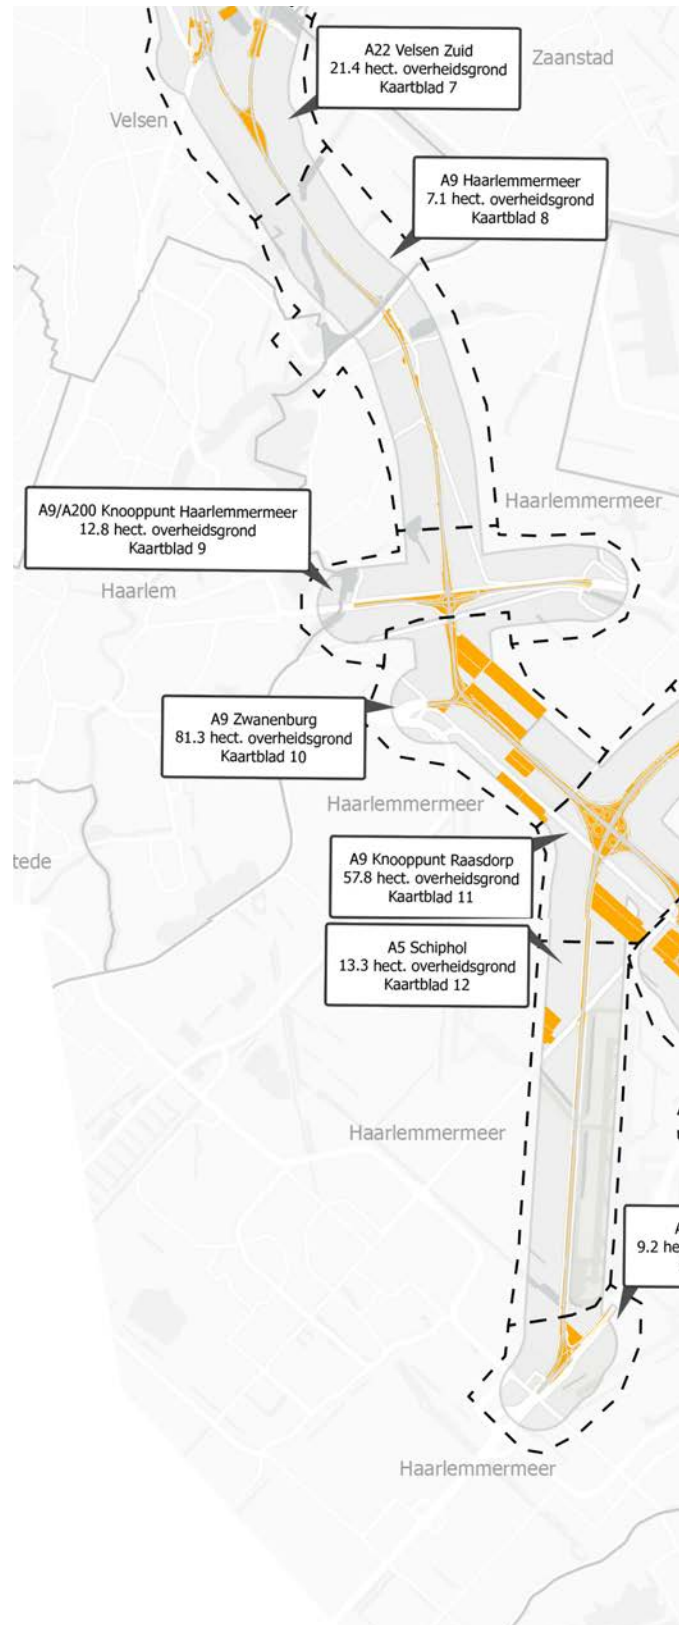 A22 Velsen Zuid
21.4 hect. overheidsgrond
Kaartblad 7
Zaanstad
Velsen
A9 Haarlemmermeer
7.1 hect. overheidsgrond
Kaartblad 8
Haarlemmermeer
A9/A200 Knooppunt Haarlemmermeer
12.8 hect. overheidsgrond
Kaartblad 9
Haarlem
A9 Zwanenburg
81.3 hect. overheidsgrond
Kaartblad 10
Haarlemmermeer
tede
A9 Knooppunt Raasdorp
57.8 hect. overheidsgrond
Kaartblad 11
A5 Schiphol
13.3 hect. overheidsgrond
Kaartblad 12
Haarlemmermeer
9.2 he
Haarlemmermeer